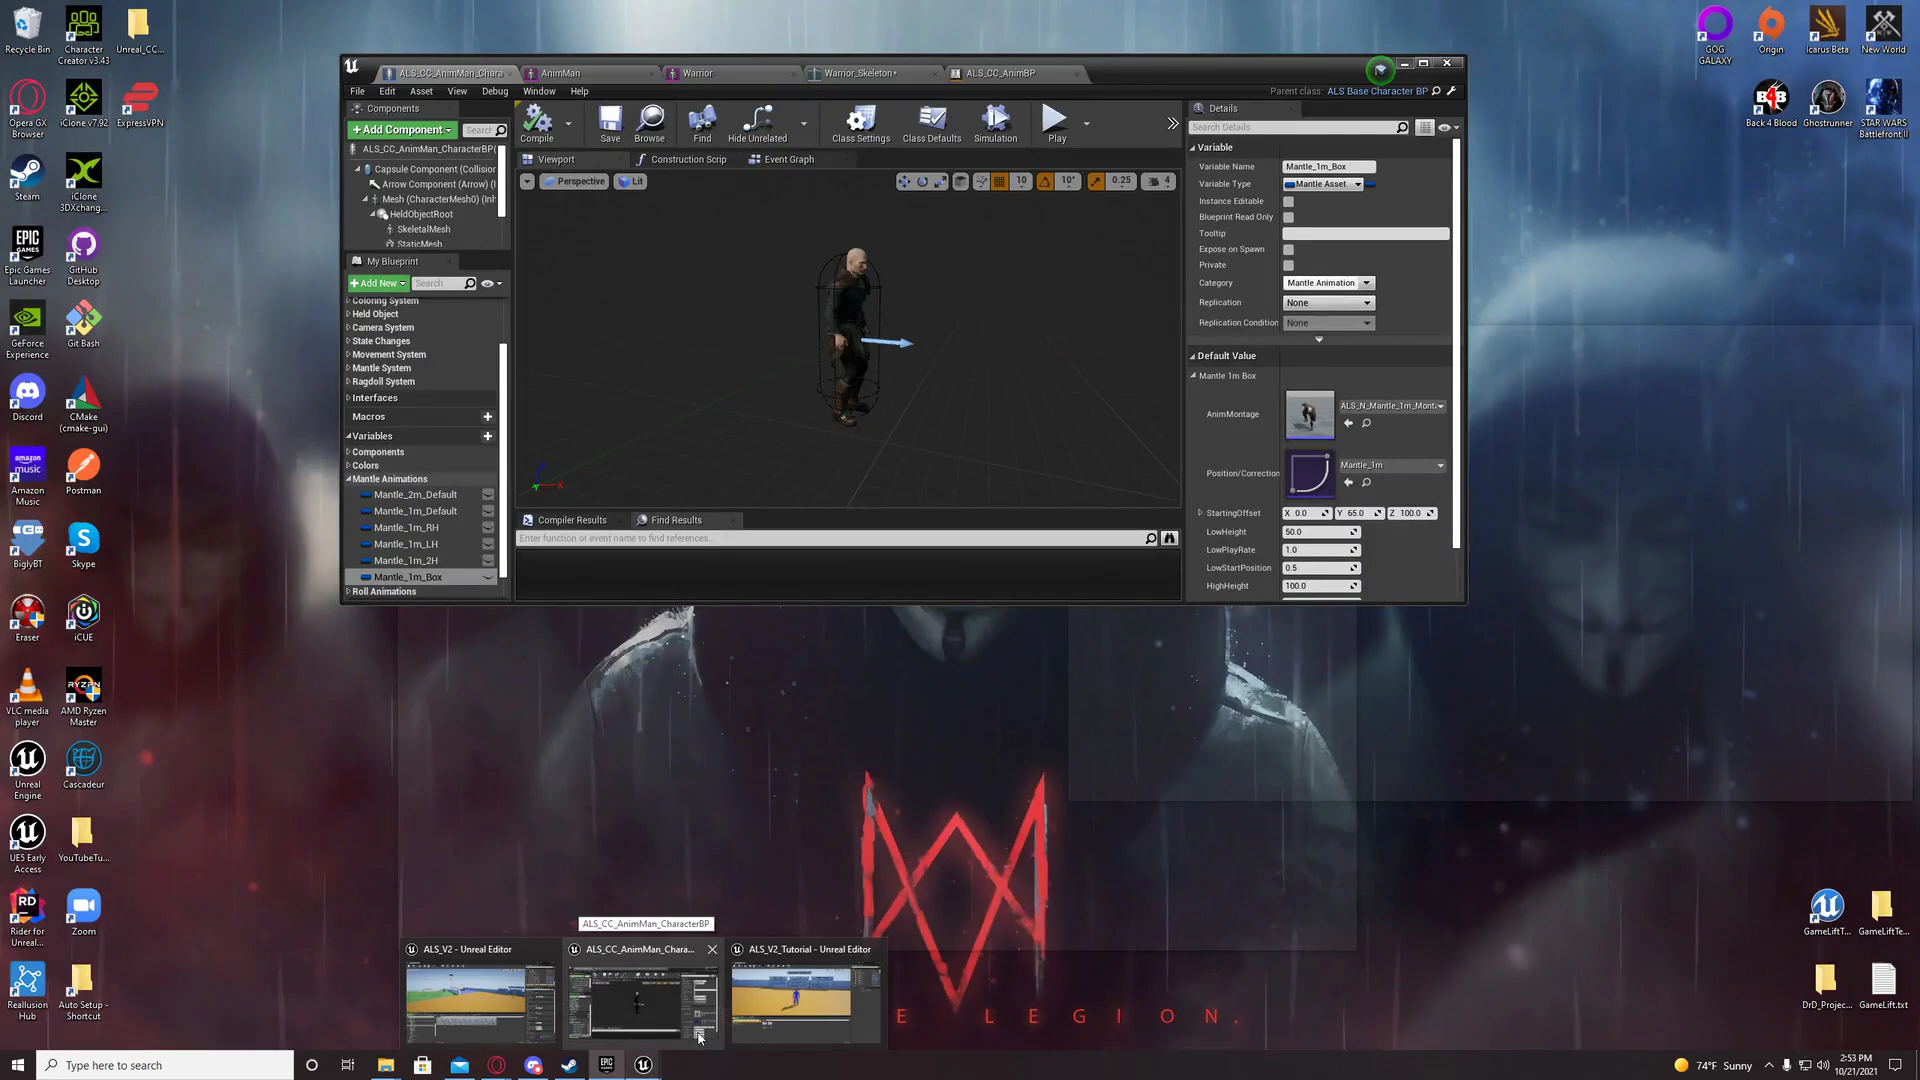 Recycle Bin
Character Creator v3.43
Unreal_CC...
Opera GX Browser
iClone v7.92
ExpressVPN
Steam
iClone 3DXchang...
Epic Games Launcher
GitHub Desktop
GeForce Experience
Git Bash
Discord
CMake (cmake-gui)
Amazon Music
Postman
BiglyBT
Skype
Eraser
iCUE
VLC media player
AMD Ryzen Master
Unreal Engine
Cascadeur
UE5 Early Access
YouTubeTu...
Rider for Unreal...
Zoom
Reallusion Hub
Auto Setup - Shortcut
GOG GALAXY
Origin
Icarus Beta
New World
Back 4 Blood
Ghostrunner
STAR WARS Battlefront II
GameLiftT...
GameLiftTe...
DrD_Projec...
GameLift.txt
ALS_CC_AnimMan_Chara
AnimMan
Warrior
Warrior_Skeleton*
ALS_CC_AnimBP
File
Edit
Asset
View
Debug
Window
Help
Parent class: ALS Base Character BP
Components
+Add Component
Search
ALS_CC_AnimMan_CharacterBP(
Capsule Component (Collision
Arrow Component (Arrow) (I
Mesh (CharacterMesh0) (Inh
HeldObjectRoot
SkeletalMesh
StaticMesh
My Blueprint
+Add New
Search
Coloring System
Held Object
Camera System
State Changes
Movement System
Mantle System
Ragdoll System
Interfaces
Macros
Variables
Components
Colors
Mantle Animations
Mantle_2m_Default
Mantle_1m_Default
Mantle_1m_RH
Mantle_1m_LH
Mantle_1m_2H
Mantle_1m_Box
Roll Animations
Compile
Save
Browse
Find
Hide Unrelated
Class Settings
Class Defaults
Simulation
Play
Viewport
Construction Scrip
Event Graph
Perspective
Lit
10
10°
0.25
4
Compiler Results
Find Results
Enter function or event name to find references...
Details
Search Details
Variable
Variable Name
Mantle_1m_Box
Variable Type
Mantle Asset
Instance Editable
Blueprint Read Only
Tooltip
Expose on Spawn
Private
Category
Mantle Animation
Replication
None
Replication Condition
None
Default Value
Mantle 1m Box
AnimMontage
ALS_N_Mantle_1m_Monta
Position/Correction
Mantle_1m
StartingOffset
X 0.0
Y 65.0
Z 100.0
LowHeight
50.0
LowPlayRate
1.0
LowStartPosition
0.5
HighHeight
100.0
ALS_CC_AnimMan_CharacterBP
ALS_V2 - Unreal Editor
ALS_CC_AnimMan_Chara...
ALS_V2_Tutorial - Unreal Editor
E LEGION.
Type here to search
74°F Sunny
2:53 PM
10/21/2021